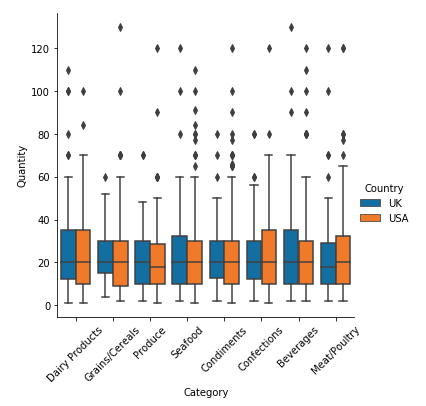 120
100
80
60
40
20
0
Quantity
Country
UK
USA
Dairy Products
Grains/Cereals
Produce
Seafood
Condiments
Confections
Beverages
Meat/Poultry
Category